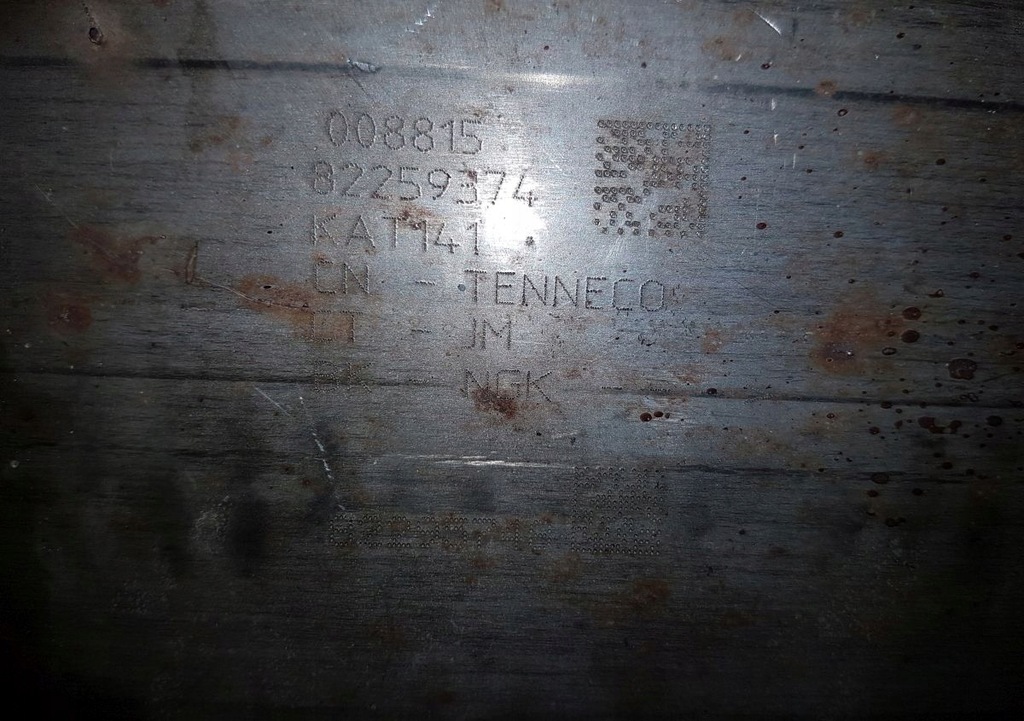 008815
82259374
KAT141
CN - TENNECO
CT - JM
- NGK